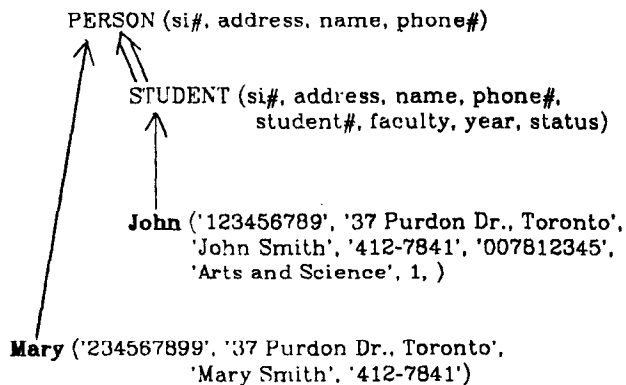 PERSON (si#, address, name, phone#)
STUDENT (si#, address, name, phone#,
student#, faculty, year, status)
John ('123456789', '37 Purdon Dr., Toronto',
'John Smith', '412-7841', '007812345',
'Arts and Science', 1, )
Mary ('234567899', '37 Purdon Dr., Toronto',
'Mary Smith', '412-7841')